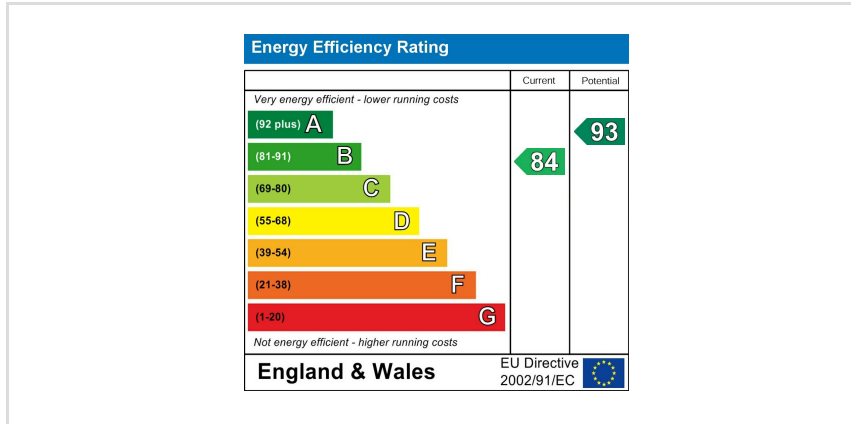 Energy Efficiency Rating
Current Potential
Very energy efficient - lower running costs
(92 plus) A
93
(81-91) B
84
(69-80) C
(55-68) D
(39-54) E
(21-38) F
(1-20) G
Not energy efficient - higher running costs
England & Wales
EU Directive
2002/91/EC